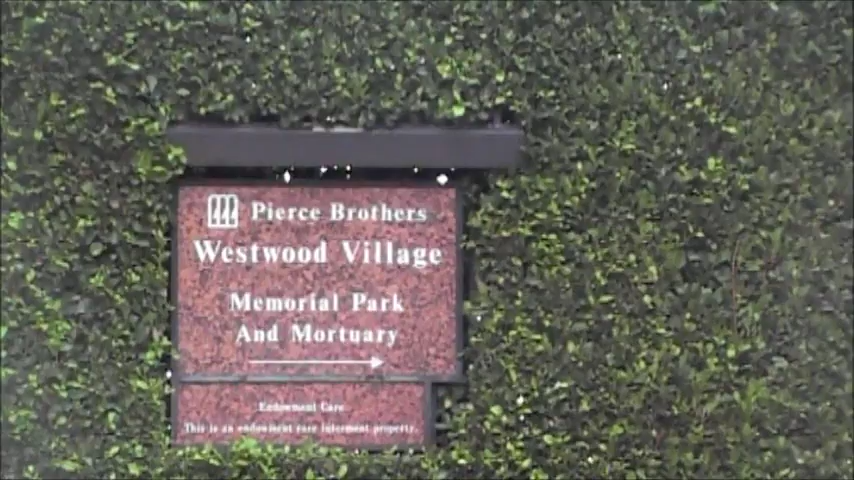 Pierce Brothers
Westwood Village
Memorial Park
And Mortuary
Endowment Care
This is an endowment care interment property.